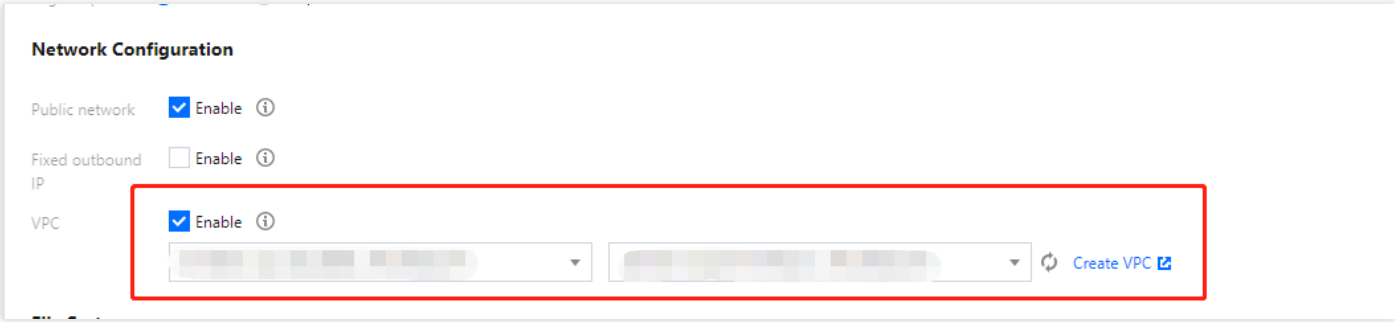 Network Configuration
Public network Enable
Fixed outbound IP Enable
VPC Enable
Create VPC